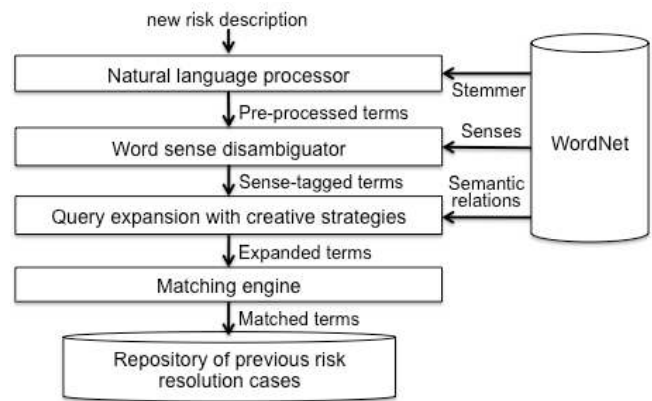 new risk description
Natural language processor
Stemmer
Pre-processed terms
Senses
Word sense disambiguator
WordNet
Sense-tagged terms
Semantic
relations
Query expansion with creative strategies
Expanded terms
Matching engine
Matched terms
Repository of previous risk
resolution cases